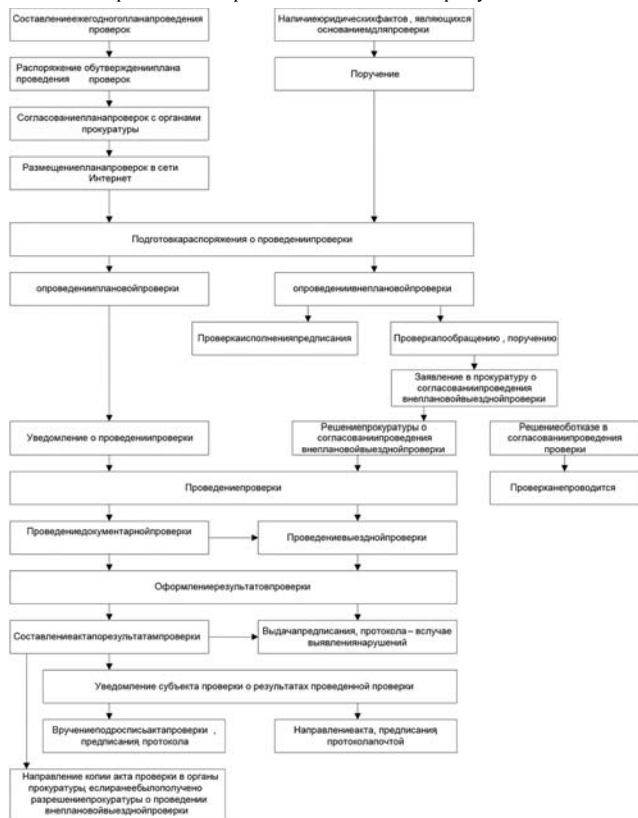 Составлениеежегодногопланапроведения
проверок
Наличиеюридическихфактов , являющихся
основаниемдляпроверки
Распоряжение обутвержденииплана
проведения проверок
Поручение
Согласованиепланапроверок с органами
прокуратуры
Размещениепланапроверок в сети
Интернет
Подготовкараспоряжения о проведениипроверки
опроведенииплановойпроверки
опроведениивнеплановойпроверки
Проверкаисполненияпредписания
Проверкапообращению , поручению
Заявление в прокуратуру о
согласованиипроведения
внеплановойвыезднойпроверки
Уведомление о проведениипроверки
Решениепрокуратуры о
согласованиипроведения
внеплановойвыезднойпроверки
Решениеоботказе в
согласованиипроведения
проверки
Проведениепроверки
Проверканепроводится
Проведениедокументарнойпроверки
Проведениевыезднойпроверки
Оформлениерезультатовпроверки
Составлениеактапорезультатампроверки
Выдачапредписания, протокола – вслучае
выявлениянарушений
Уведомление субъекта проверки о результатах проведенной проверки
Вручениеподросписьактапроверки ,
предписания, протокола
Направлениеакта, предписания,
протоколапочтой
Направление копии акта проверки в органы
прокуратуры, еслиранеебылополучено
разрешениепрокуратуры о проведении
внеплановойвыезднойпроверки